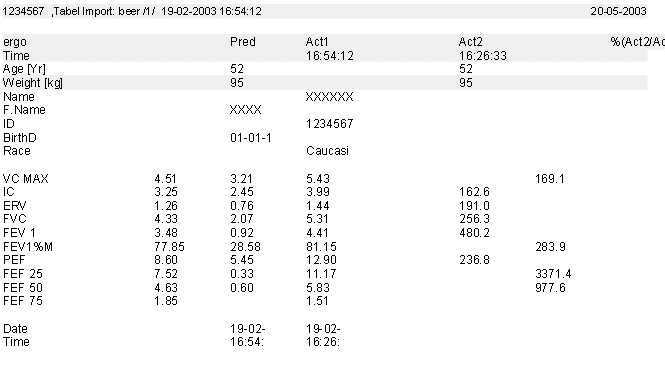 1234567 ,Tabel Import: beer /1/ 19-02-2003 16:54:12 20-05-2003
ergo Pred Act1 Act2 %(Act2/Ac
Time 16:54:12 16:26:33
Age [Yr] 52 52
Weight [kg] 95 95
Name XXXXXX
F.Name XXXX
ID 1234567
BirthD 01-01-1
Race Caucasi
VC MAX 4.51 3.21 5.43 169.1
IC 3.25 2.45 3.99 162.6
ERV 1.26 0.76 1.44 191.0
FVC 4.33 2.07 5.31 256.3
FEV 1 3.48 0.92 4.41 480.2
FEV1%M 77.85 28.58 81.15 283.9
PEF 8.60 5.45 12.90 236.8
FEF 25 7.52 0.33 11.17 3371.4
FEF 50 4.63 0.60 5.83 977.6
FEF 75 1.85 1.51
Date 19-02- 19-02-
Time 16:54: 16:26: